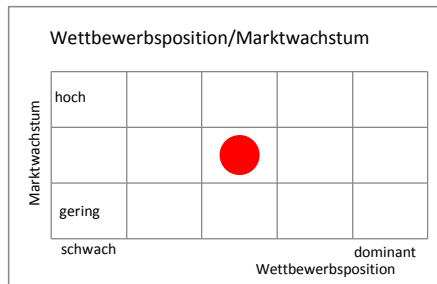 Wettbewerbsposition/Marktwachstum
hoch
Marktwachstum
gering
schwach
dominant
Wettbewerbsposition